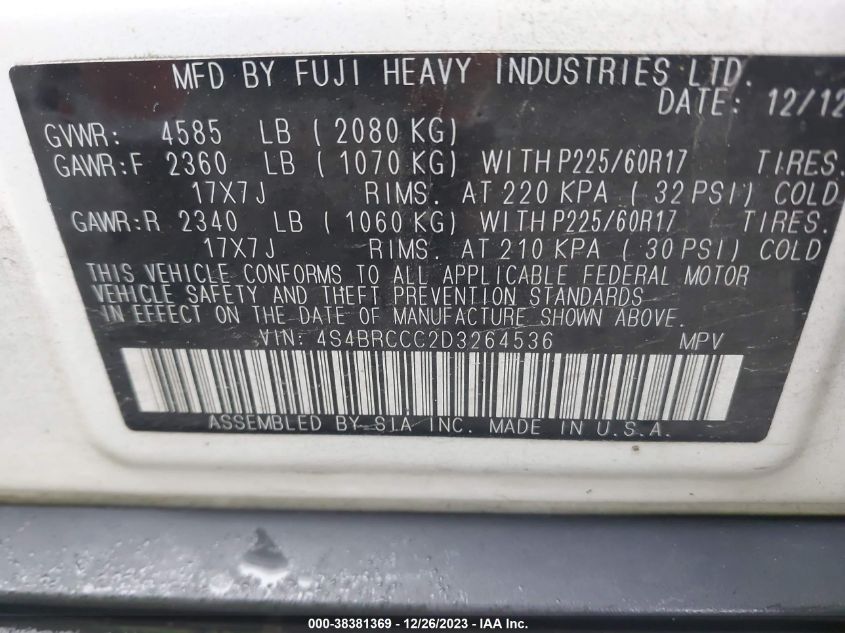 MFD BY FUJI HEAVY INDUSTRIES LTD.
DATE: 12/12
GVWR: 4585 LB (2080 KG)
GAWR:F 2360 LB (1070 KG) WITH P225/60R17 TIRES.
17X7J RIMS. AT 220 KPA (32 PSI) COLD
GAWR:R 2340 LB (1060 KG) WITH P225/60R17 TIRES.
17X7J RIMS. AT 210 KPA (30 PSI) COLD
THIS VEHICLE CONFORMS TO ALL APPLICABLE FEDERAL MOTOR
VEHICLE SAFETY AND THEFT PREVENTION STANDARDS
IN EFFECT ON THE DATE OF MANUFACTURE SHOWN ABOVE.
VIN: 4S4BRCCC2D3264536 MPV
ASSEMBLED BY SIA INC. MADE IN U.S.A.
000-38381369 - 12/26/2023 - IAA Inc.